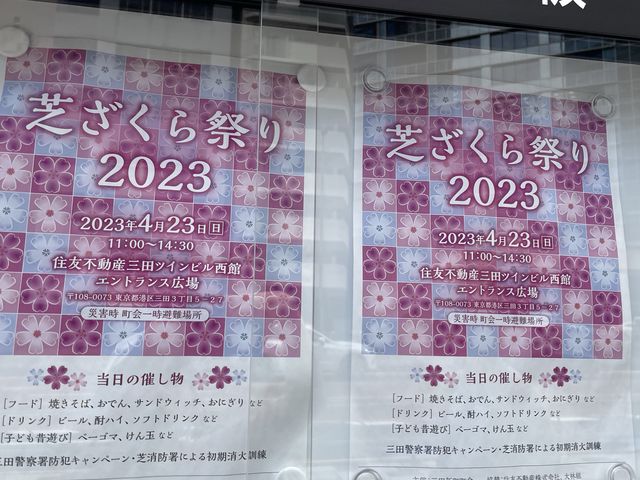 芝ざくら祭り
2023
2023年4月23日日
11:00〜14:30
住友不動産三田ツインビル西館
エントランス広場
〒108-0073 東京都港区三田3丁目5−27
災害時 町会一時避難場所
当日の催し物
［フード］焼きそば、おでん、サンドウィッチ、おにぎり など
［ドリンク］ビール、酎ハイ、ソフトドリンク など
［子ども昔遊び］ベーゴマ、けん玉 など
三田警察署防犯キャンペーン・芝消防署による初期消火訓練
芝ざくら祭り
2023
2023年4月23日日
11:00〜14:30
住友不動産三田ツインビル西館
エントランス広場
〒108-0073 東京都港区三田3丁目5−27
災害時 町会一時避難場所
当日の催し物
［フード］焼きそば、おでん、サンドウィッチ、おにぎり など
［ドリンク］ビール、酎ハイ、ソフトドリンク など
［子ども昔遊び］ベーゴマ、けん玉 など
三田警察署防犯キャンペーン・芝消防署による初期消火訓練